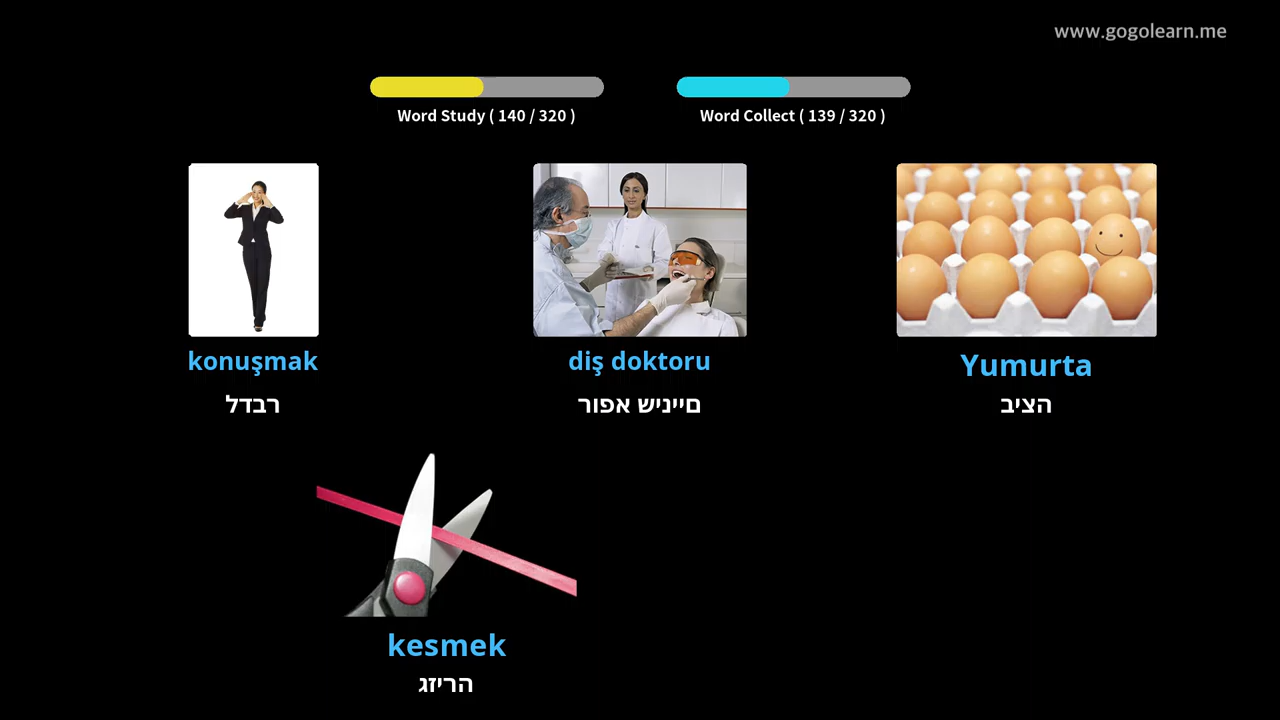 www.gogolearn.me
Word Study ( 140 / 320 )
Word Collect ( 139 / 320 )
konuşmak
רבדל
diş doktoru
םייניש אפור
Yumurta
הציב
kesmek
הריזג